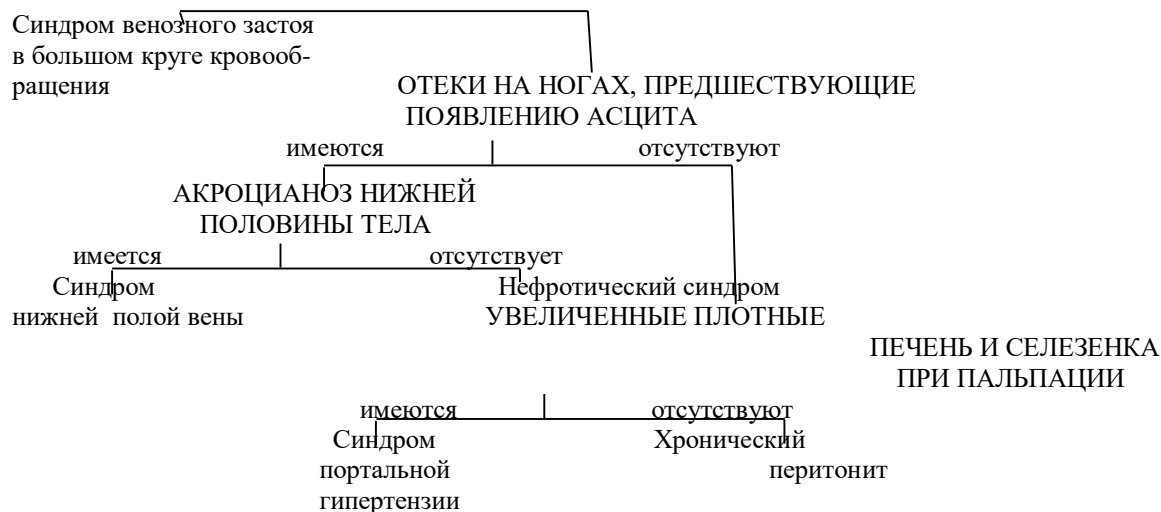 Синдром венозного застоя
в большом круге кровооб-
ращения
ОТЕКИ НА НОГАХ, ПРЕДШЕСТВУЮЩИЕ
ПОЯВЛЕНИЮ АСЦИТА
имеются отсутствуют
АКРОЦИАНОЗ НИЖНЕЙ
ПОЛОВИНЫ ТЕЛА
имеется отсутствует
Синдром Нефротический синдром
нижней полой вены УВЕЛИЧЕННЫЕ ПЛОТНЫЕ
ПЕЧЕНЬ И СЕЛЕЗЕНКА
ПРИ ПАЛЬПАЦИИ
имеются отсутствуют
Синдром Хронический
портальной перитонит
гипертензии